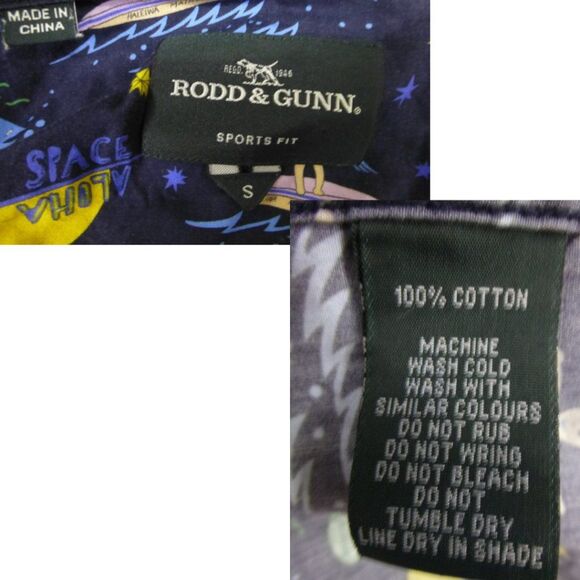 MADE IN
CHINA
HALEIWA
REGD. 1946
RODD & GUNN®
SPORTS FIT
S
SPACE
ALOHA
100% COTTON
MACHINE
WASH COLD
WASH WITH
SIMILAR COLOURS
DO NOT RUB
DO NOT WRING
DO NOT BLEACH
DO NOT
TUMBLE DRY
LINE DRY IN SHADE